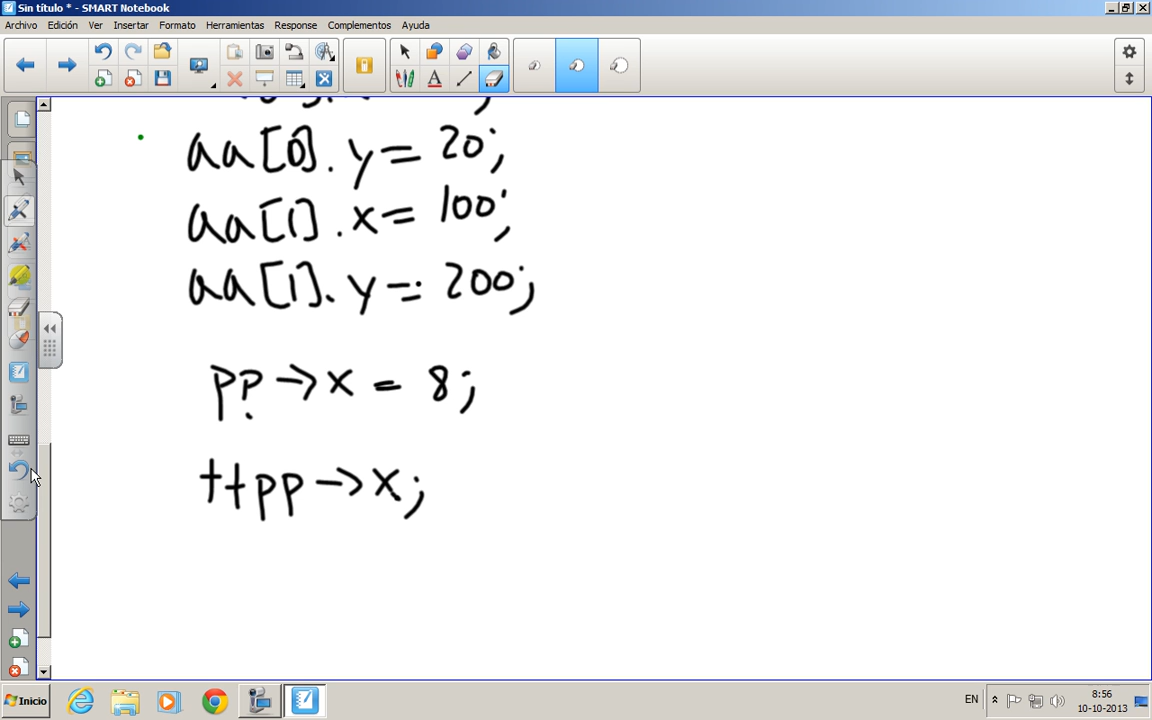 Sin título * - SMART Notebook
Archivo Edición Ver Insertar Formato Herramientas Response Complementos Ayuda
aa[0].y = 20;
aa[1].x = 100;
aa[1].y = 200;
pp->x = 8;
++pp->x;
Inicio
EN
8:56
10-10-2013